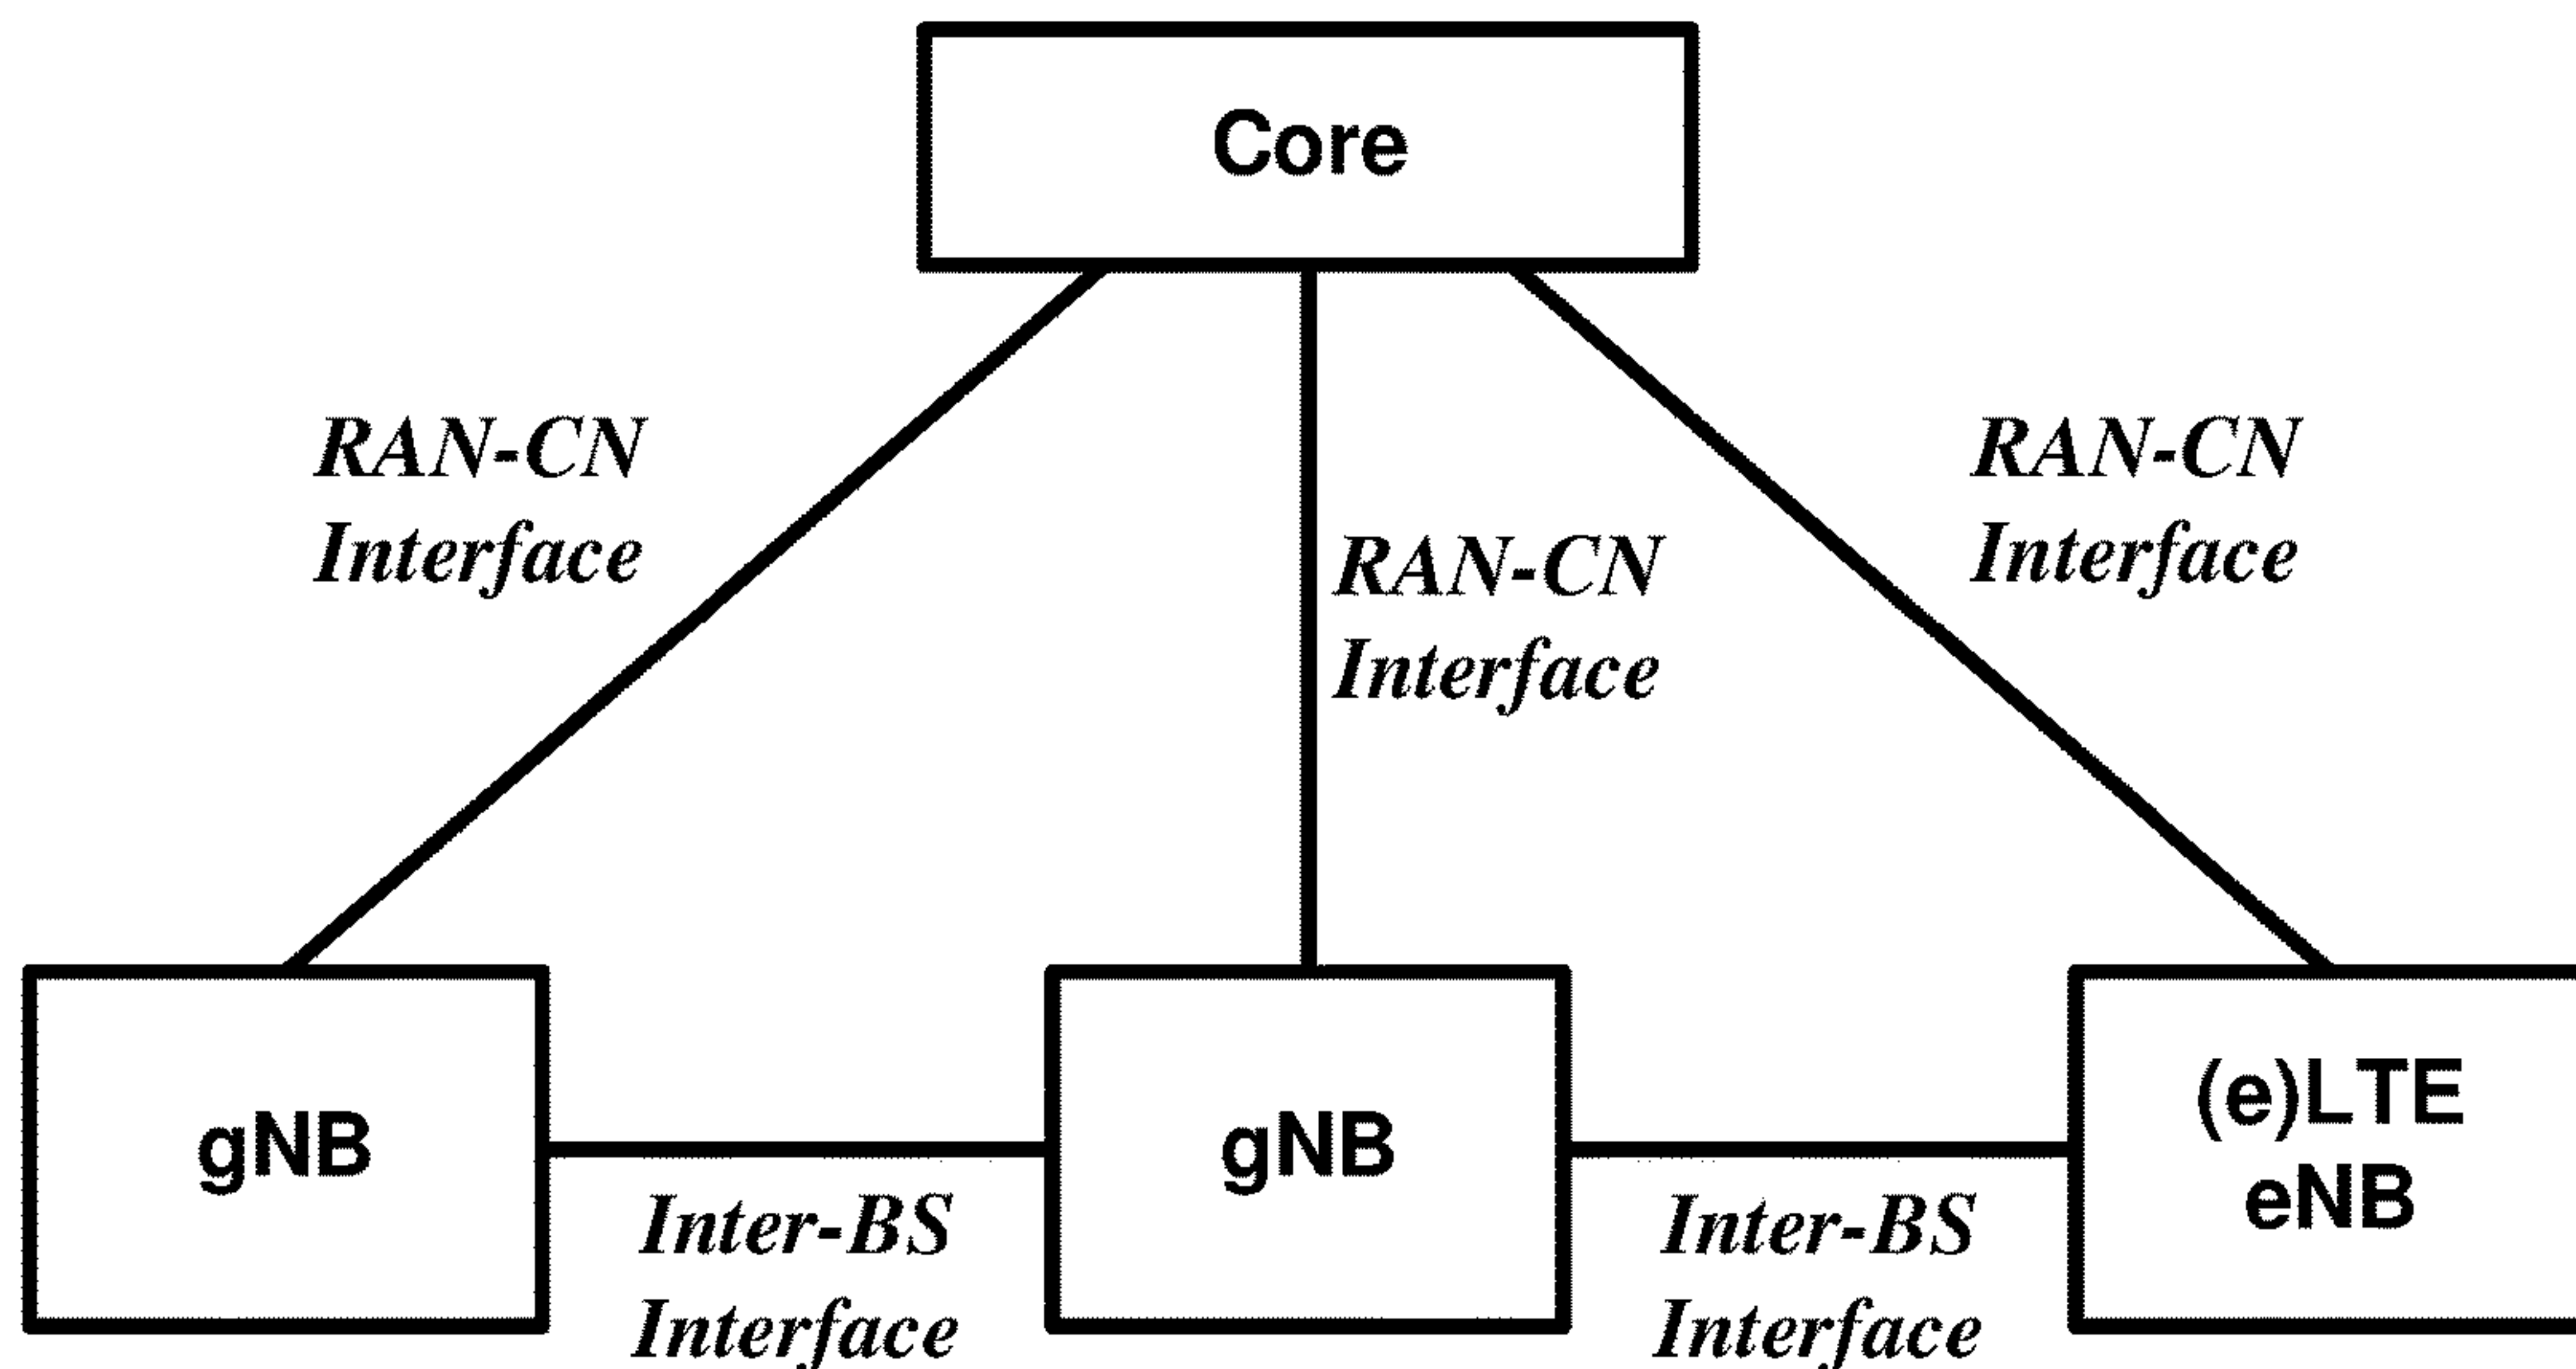 Core
RAN-CN
Interface
RAN-CN
Interface
RAN-CN
Interface
gNB
gNB
(e)LTE
eNB
Inter-BS
Interface
Inter-BS
Interface